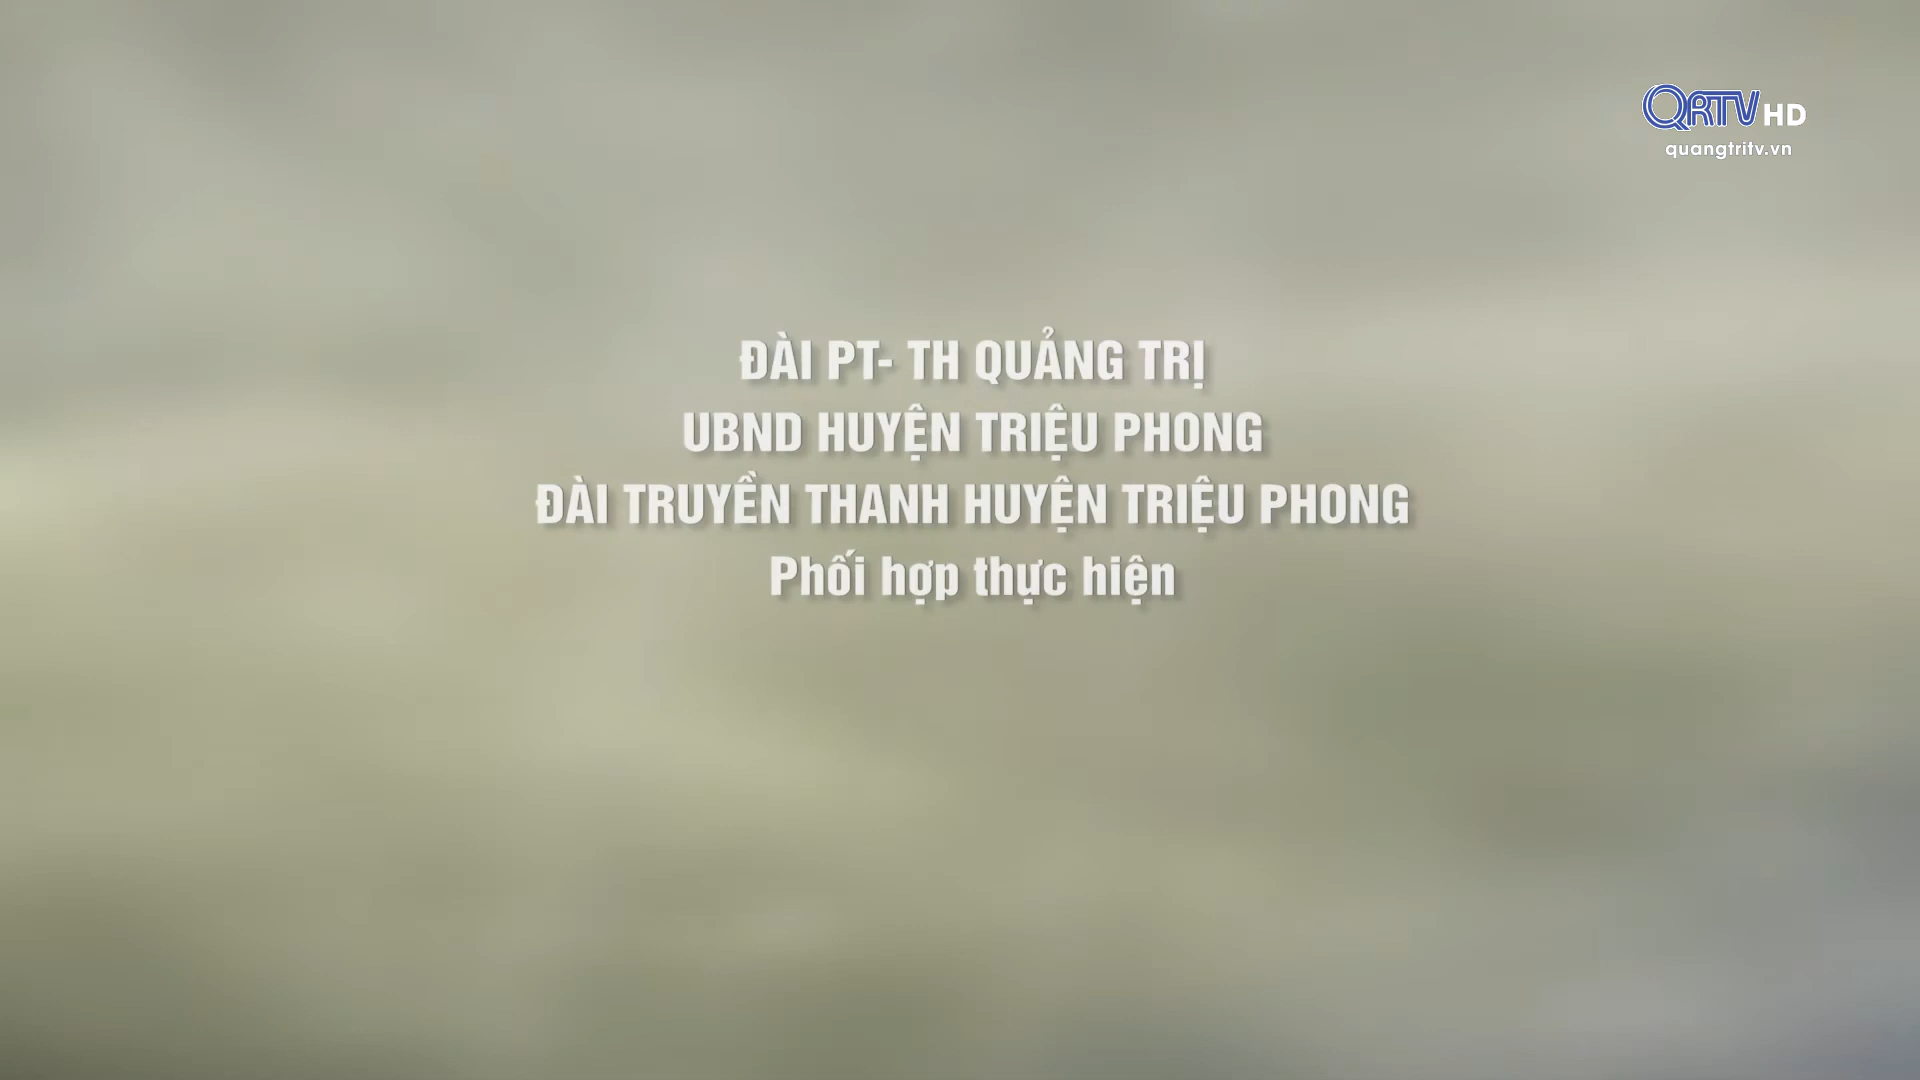 QRTV HD
quangtritv.vn
ĐÀI PT- TH QUẢNG TRỊ
UBND HUYỆN TRIỆU PHONG
ĐÀI TRUYỀN THANH HUYỆN TRIỆU PHONG
Phối hợp thực hiện